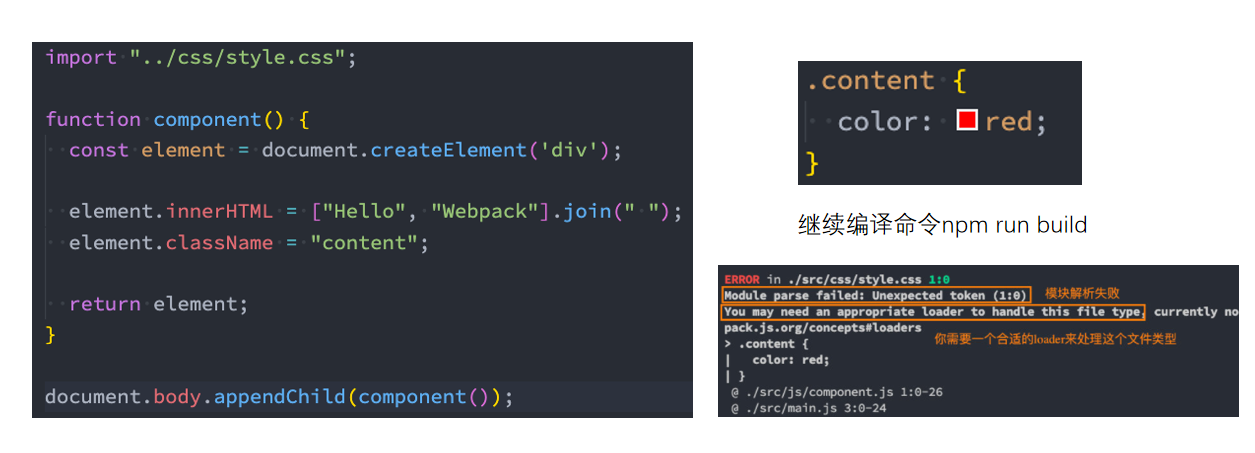 import "../css/style.css";
function component() {
const element = document.createElement('div');
element.innerHTML = ["Hello", "Webpack"].join(" ");
element.className = "content";
return element;
}
document.body.appendChild(component());
.content {
color: red;
}
继续编译命令npm run build
ERROR in ./src/css/style.css 1:0
Module parse failed: Unexpected token (1:0) 模块解析失败
You may need an appropriate loader to handle this file type, currently no
pack.js.org/concepts#loaders
你需要一个合适的loader来处理这个文件类型
> .content {
| color: red;
| }
@ ./src/js/component.js 1:0-26
@ ./src/main.js 3:0-24